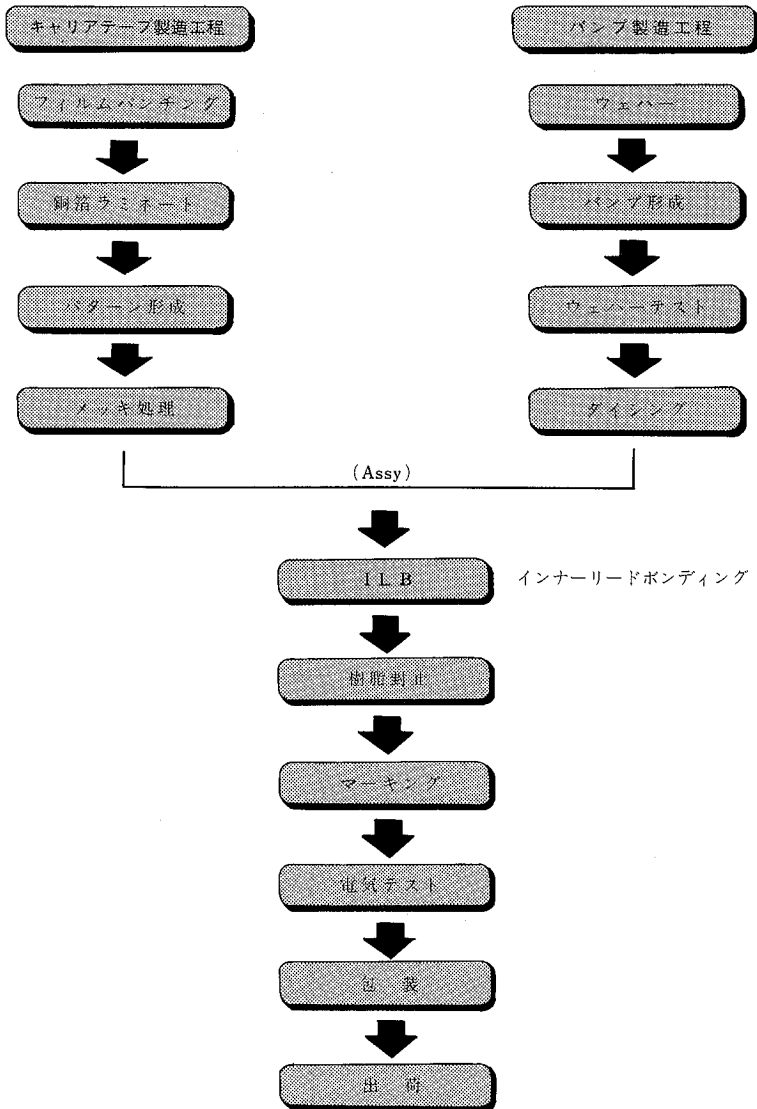 キャリアテープ製造工程
フィルムパンチング
銅箔ラミネート
パターン形成
メッキ処理
バンプ製造工程
ウェハー
バンプ形成
ウェハーテスト
ダイシング
(Assy)
ILB
インナーリードボンディング
樹脂封止
マーキング
電気テスト
包 装
出 荷